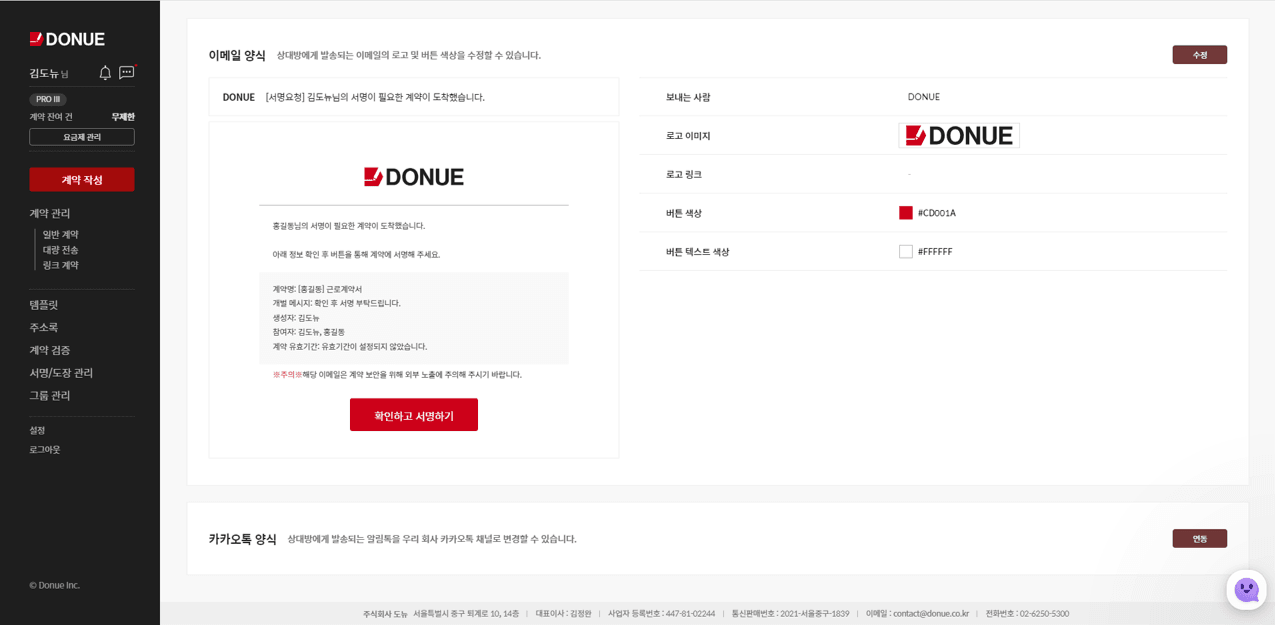 DONUE
김도뉴 님
PRO III
계약 잔여 건 무제한
요금제 관리
계약 작성
계약 관리
일반 계약
대량 전송
링크 계약
템플릿
주소록
계약 검증
서명/도장 관리
그룹 관리
설정
로그아웃
© Donue Inc.
이메일 양식 상대방에게 발송되는 이메일의 로고 및 버튼 색상을 수정할 수 있습니다.
수정
DONUE [서명요청] 김도뉴님의 서명이 필요한 계약이 도착했습니다.
DONUE
홍길동님의 서명이 필요한 계약이 도착했습니다.
아래 정보 확인 후 버튼을 통해 계약에 서명해 주세요.
계약명: [홍길동] 근로계약서
개별 메시지: 확인 후 서명 부탁드립니다.
생성자: 김도뉴
참여자: 김도뉴, 홍길동
계약 유효기간: 유효기간이 설정되지 않았습니다.
※주의※해당 이메일은 계약 보안을 위해 외부 노출에 주의해 주시기 바랍니다.
확인하고 서명하기
보내는 사람 DONUE
로고 이미지 DONUE
로고 링크 -
버튼 색상 #CD001A
버튼 텍스트 색상 #FFFFFF
카카오톡 양식 상대방에게 발송되는 알림톡을 우리 회사 카카오톡 채널로 변경할 수 있습니다.
연동
주식회사 도뉴 서울특별시 중구 퇴계로 10, 14층 | 대표이사 : 김정완 | 사업자 등록번호 : 447-81-02244 | 통신판매번호 : 2021-서울중구-1839 | 이메일 : contact@donue.co.kr | 전화번호 : 02-6250-5300